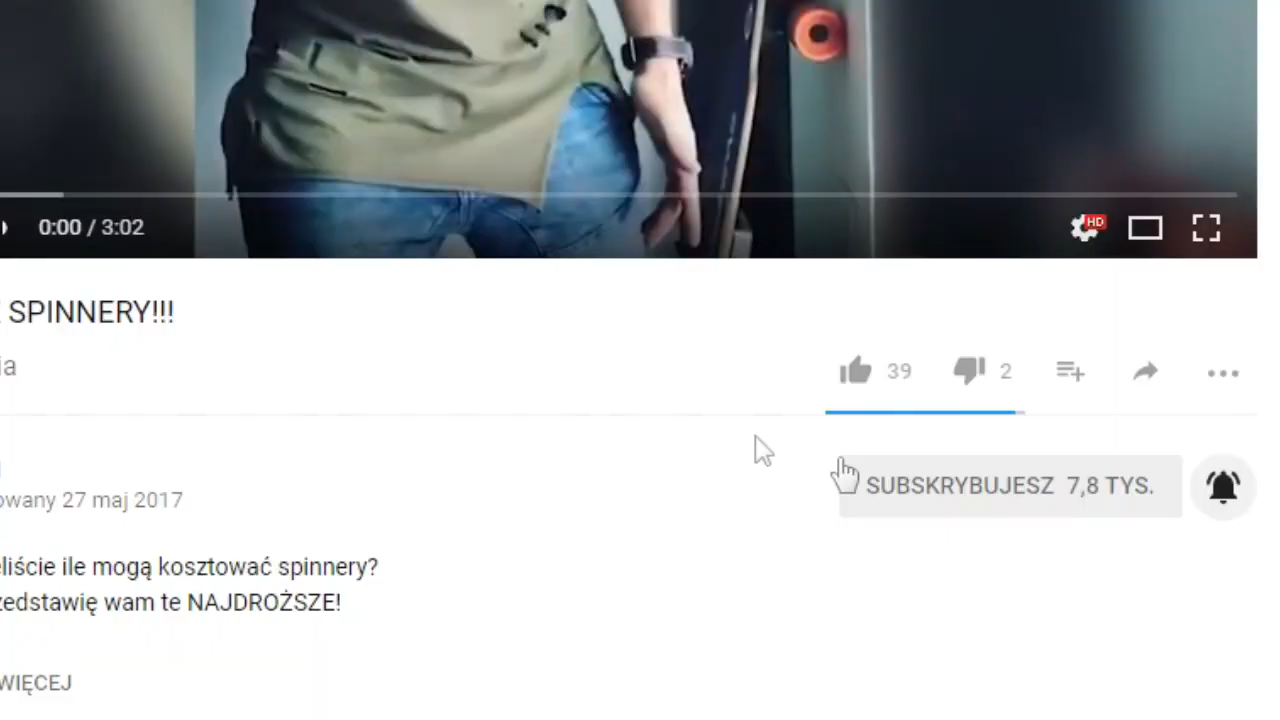 0:00 / 3:02
HD
SPINNERY!!!
ia
39
2
SUBSKRYBUJESZ 7,8 TYS.
owany 27 maj 2017
eliście ile mogą kosztować spinnery?
zedstawię wam te NAJDROŻSZE!
WIĘCEJ